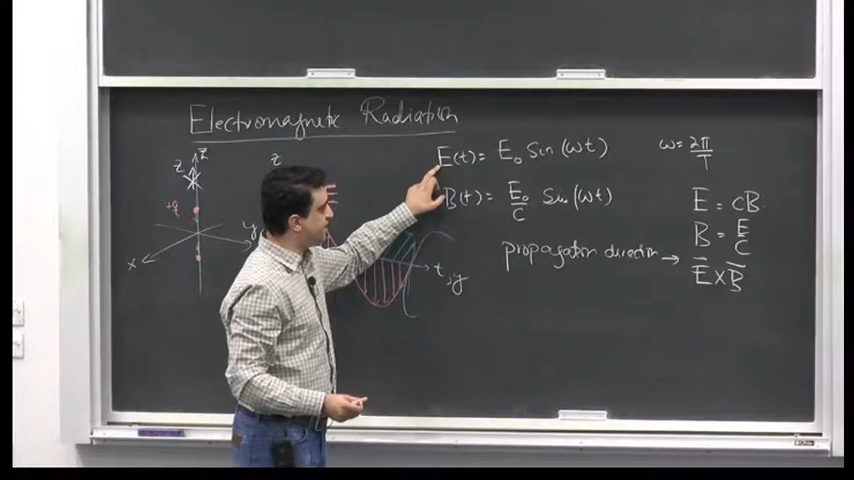 Electromagnetic Radiation
z z
z
+q
x
y
t, y
E(t) = E₀ Sin (ωt)
B(t) = E₀/C Sin (ωt)
propagation direction →
ω = 2π/T
E = cB
B = E/C
E̅ × B̅